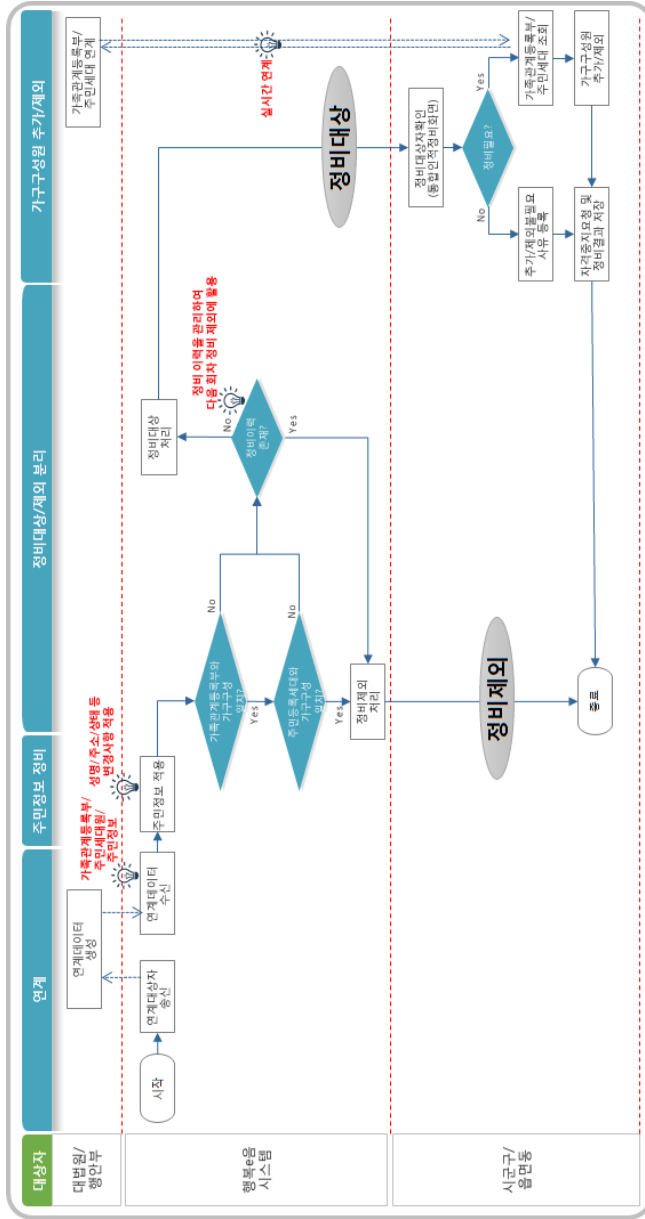 대상자
연계
주민정보 정비
정비대상/제외 분리
가구구성원 추가/제외
대법원/
행안부
연계데이터
생성
가족관계등록부/
주민세대 연계
가족관계등록부/
주민세대원/
주민정보
성명/주소/상태 등
변경사항 적용
실시간 연계
행복e음
시스템
시작
연계대상자
송신
연계데이터
수신
주민정보 적용
가족관계등록부와
가구구성
일치?
No
Yes
주민등록세대와
가구구성
일치?
No
Yes
정비제외
처리
정비대상
처리
No
정비이력
존재?
Yes
정비 이력을 관리하여
다음 회차 정비 제외에 활용
정비대상
정비제외
시군구/
읍면동
종료
정비대상자확인
(통합인적정비화면)
정비필요?
No
Yes
추가/제외불필요
사유 등록
가족관계등록부/
주민세대 조회
자격중지요청 및
정비결과 저장
가구구성원
추가/제외